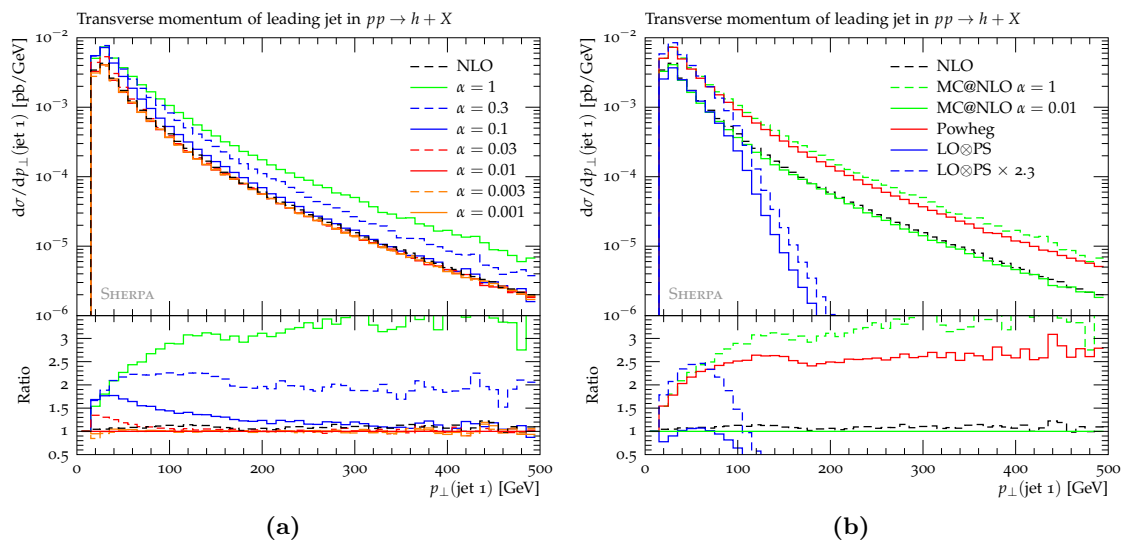 Transverse momentum of leading jet in pp → h + X
dσ/dp⊥(jet 1) [pb/GeV]
10⁻²
10⁻³
10⁻⁴
10⁻⁵
10⁻⁶
NLO
α = 1
α = 0.3
α = 0.1
α = 0.03
α = 0.01
α = 0.003
α = 0.001
SHERPA
Ratio
3
2.5
2
1.5
1
0.5
0 100 200 300 400 500
p⊥(jet 1) [GeV]
(a)
Transverse momentum of leading jet in pp → h + X
dσ/dp⊥(jet 1) [pb/GeV]
10⁻²
10⁻³
10⁻⁴
10⁻⁵
10⁻⁶
NLO
MC@NLO α = 1
MC@NLO α = 0.01
Powheg
LO⊗PS
LO⊗PS × 2.3
SHERPA
Ratio
3
2.5
2
1.5
1
0.5
0 100 200 300 400 500
p⊥(jet 1) [GeV]
(b)